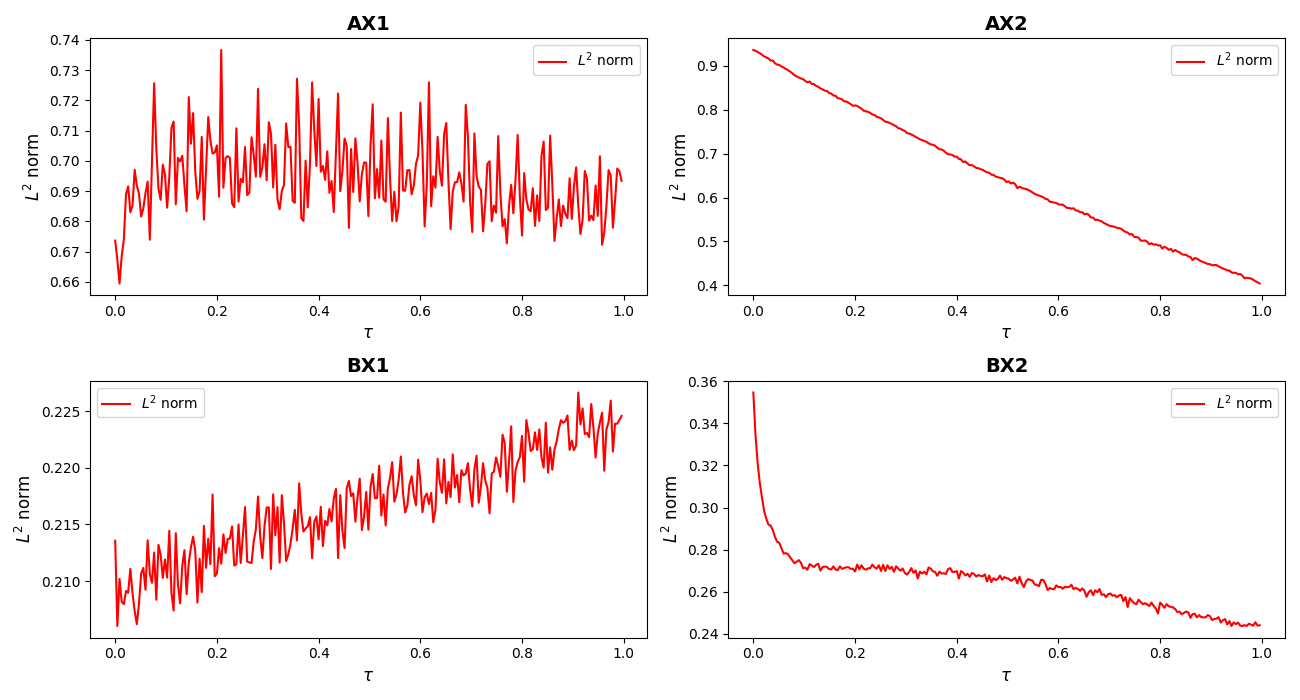 AX1
0.74
0.73
0.72
0.71
0.70
0.69
0.68
0.67
0.66
L² norm
L² norm
0.0 0.2 0.4 0.6 0.8 1.0
τ
AX2
0.9
0.8
0.7
0.6
0.5
0.4
L² norm
L² norm
0.0 0.2 0.4 0.6 0.8 1.0
τ
BX1
0.225
0.220
0.215
0.210
L² norm
L² norm
0.0 0.2 0.4 0.6 0.8 1.0
τ
BX2
0.36
0.34
0.32
0.30
0.28
0.26
0.24
L² norm
L² norm
0.0 0.2 0.4 0.6 0.8 1.0
τ